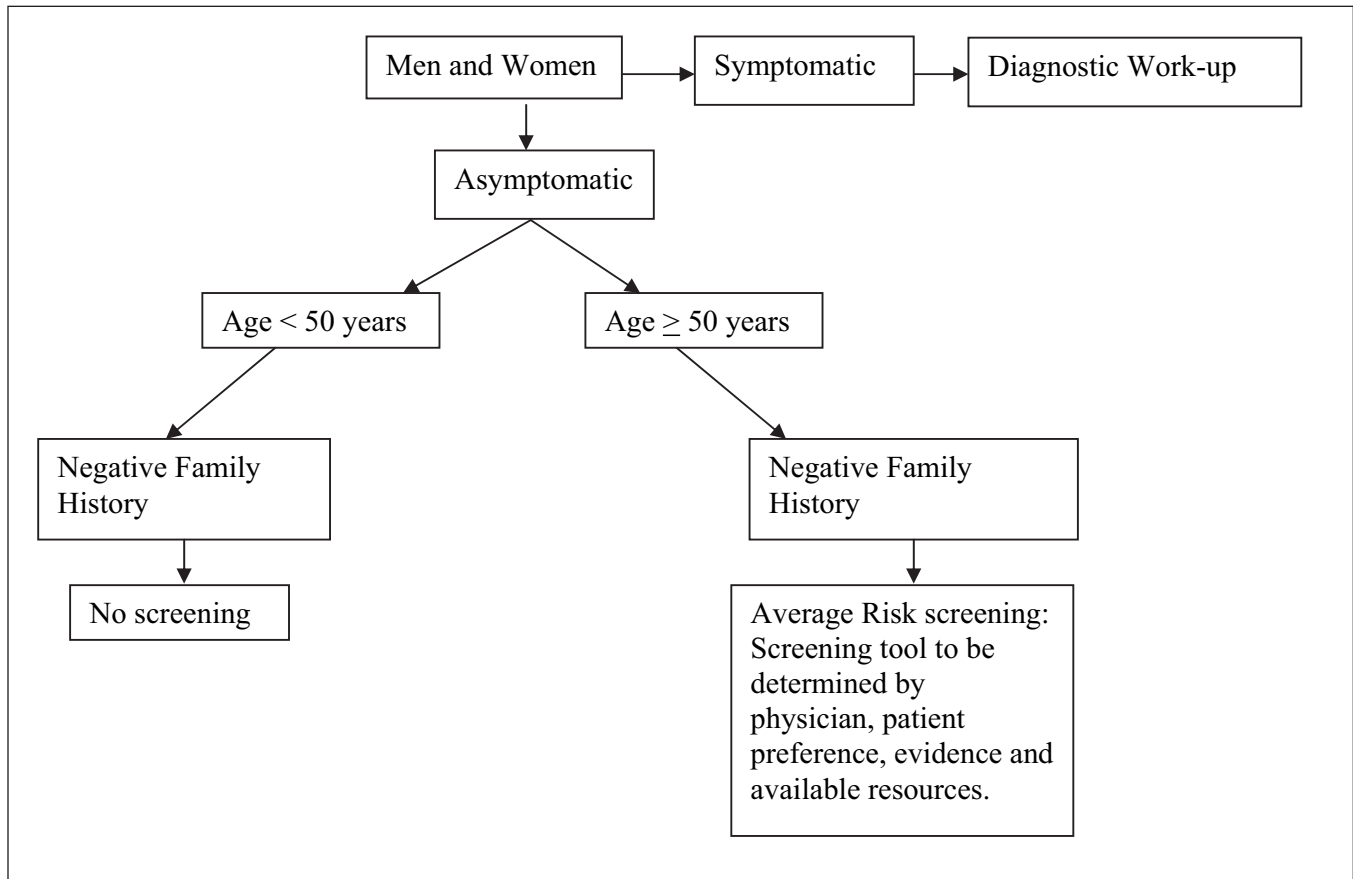 Men and Women
Symptomatic
Diagnostic Work-up
Asymptomatic
Age < 50 years
Age ≥ 50 years
Negative Family
History
Negative Family
History
No screening
Average Risk screening:
Screening tool to be
determined by
physician, patient
preference, evidence and
available resources.